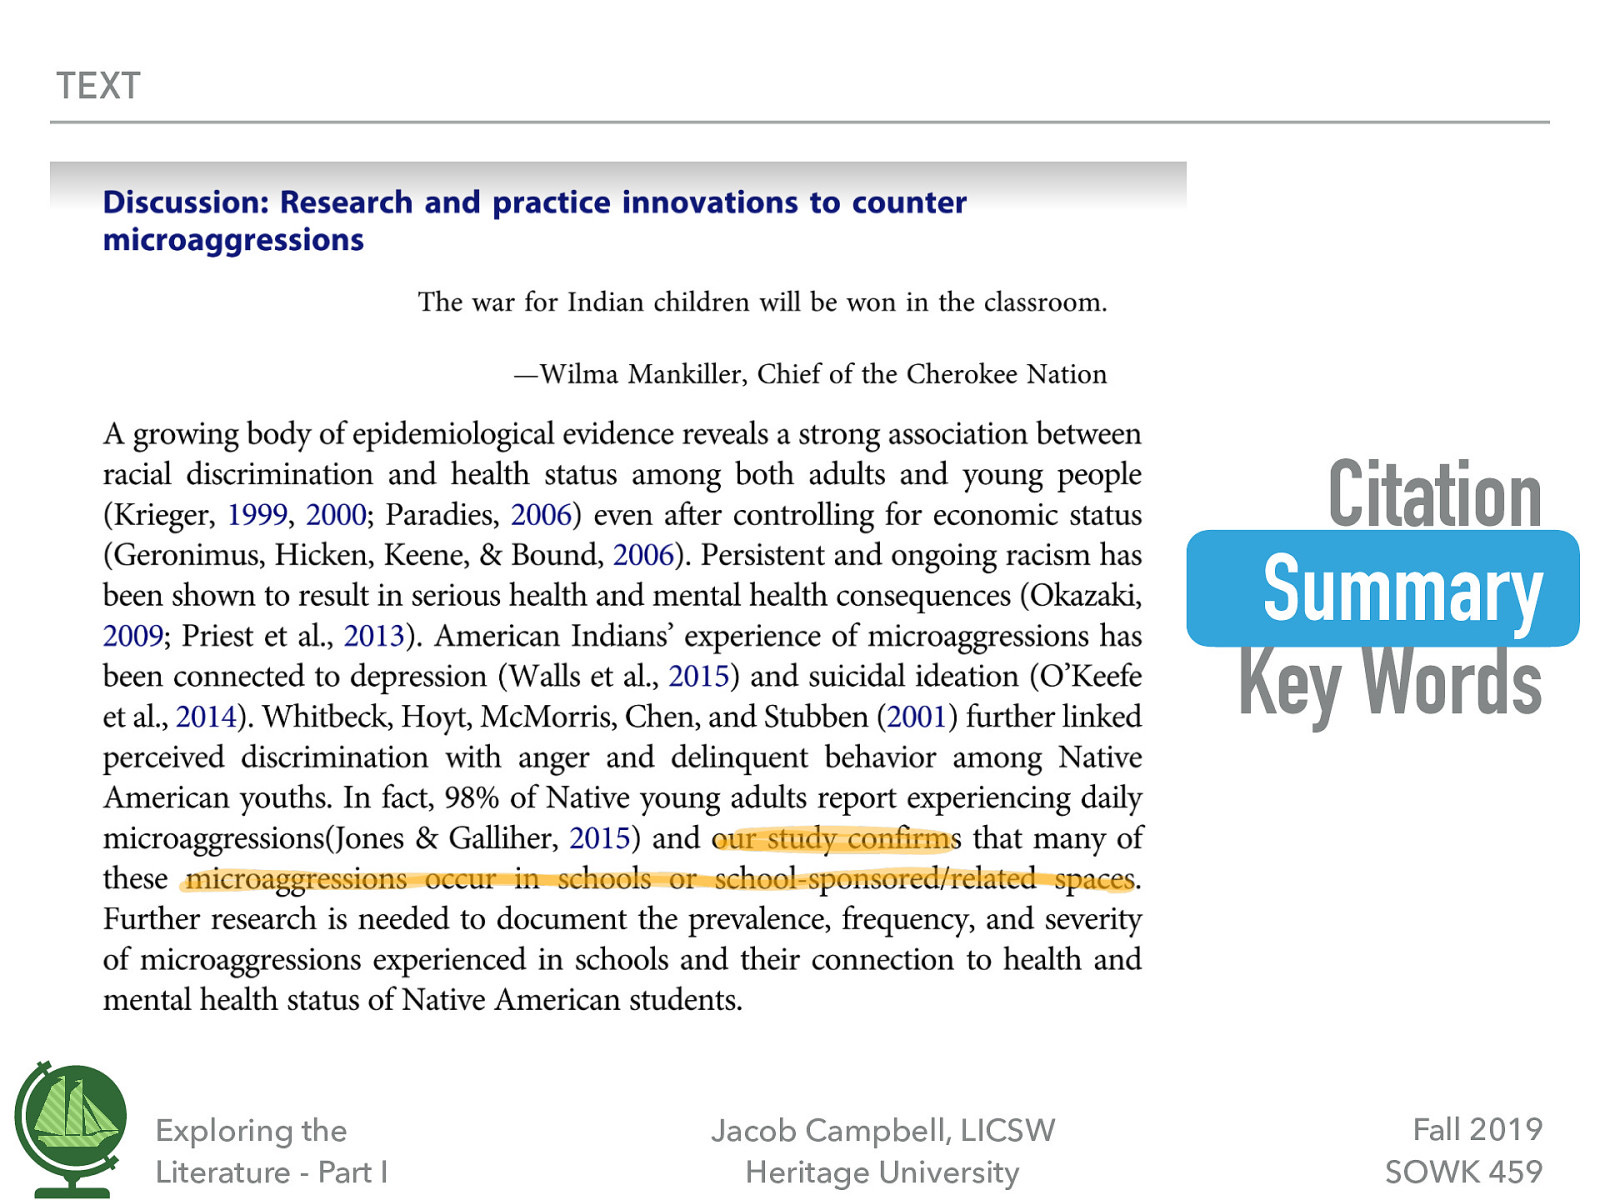 TEXT
Discussion: Research and practice innovations to counter
microaggressions
The war for Indian children will be won in the classroom.
—Wilma Mankiller, Chief of the Cherokee Nation
A growing body of epidemiological evidence reveals a strong association between
racial discrimination and health status among both adults and young people
(Krieger, 1999, 2000; Paradies, 2006) even after controlling for economic status
(Geronimus, Hicken, Keene, & Bound, 2006). Persistent and ongoing racism has
been shown to result in serious health and mental health consequences (Okazaki,
2009; Priest et al., 2013). American Indians’ experience of microaggressions has
been connected to depression (Walls et al., 2015) and suicidal ideation (O’Keefe
et al., 2014). Whitbeck, Hoyt, McMorris, Chen, and Stubben (2001) further linked
perceived discrimination with anger and delinquent behavior among Native
American youths. In fact, 98% of Native young adults report experiencing daily
microaggressions(Jones & Galliher, 2015) and our study confirms that many of
these microaggressions occur in schools or school-sponsored/related spaces.
Further research is needed to document the prevalence, frequency, and severity
of microaggressions experienced in schools and their connection to health and
mental health status of Native American students.
Citation
Summary
Key Words
Exploring the
Literature - Part I
Jacob Campbell, LICSW
Heritage University
Fall 2019
SOWK 459